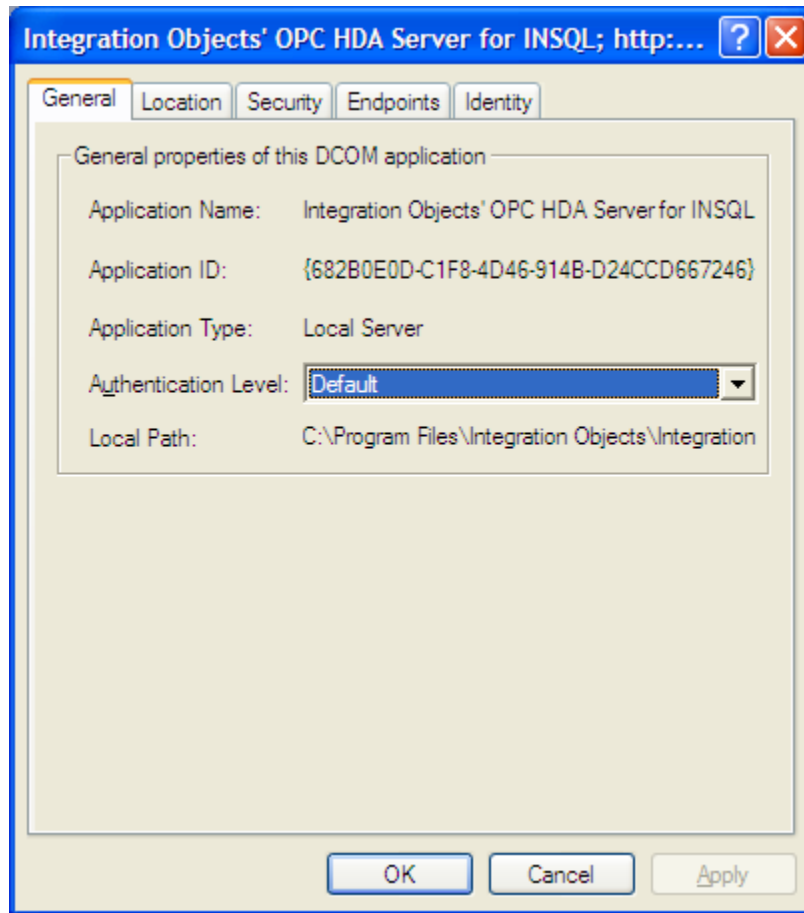 Integration Objects' OPC HDA Server for INSQL; http:...
General Location Security Endpoints Identity
General properties of this DCOM application
Application Name: Integration Objects' OPC HDA Server for INSQL
Application ID: {682B0E0D-C1F8-4D46-914B-D24CCD667246}
Application Type: Local Server
Authentication Level: Default
Local Path: C:\Program Files\Integration Objects\Integration
OK Cancel Apply